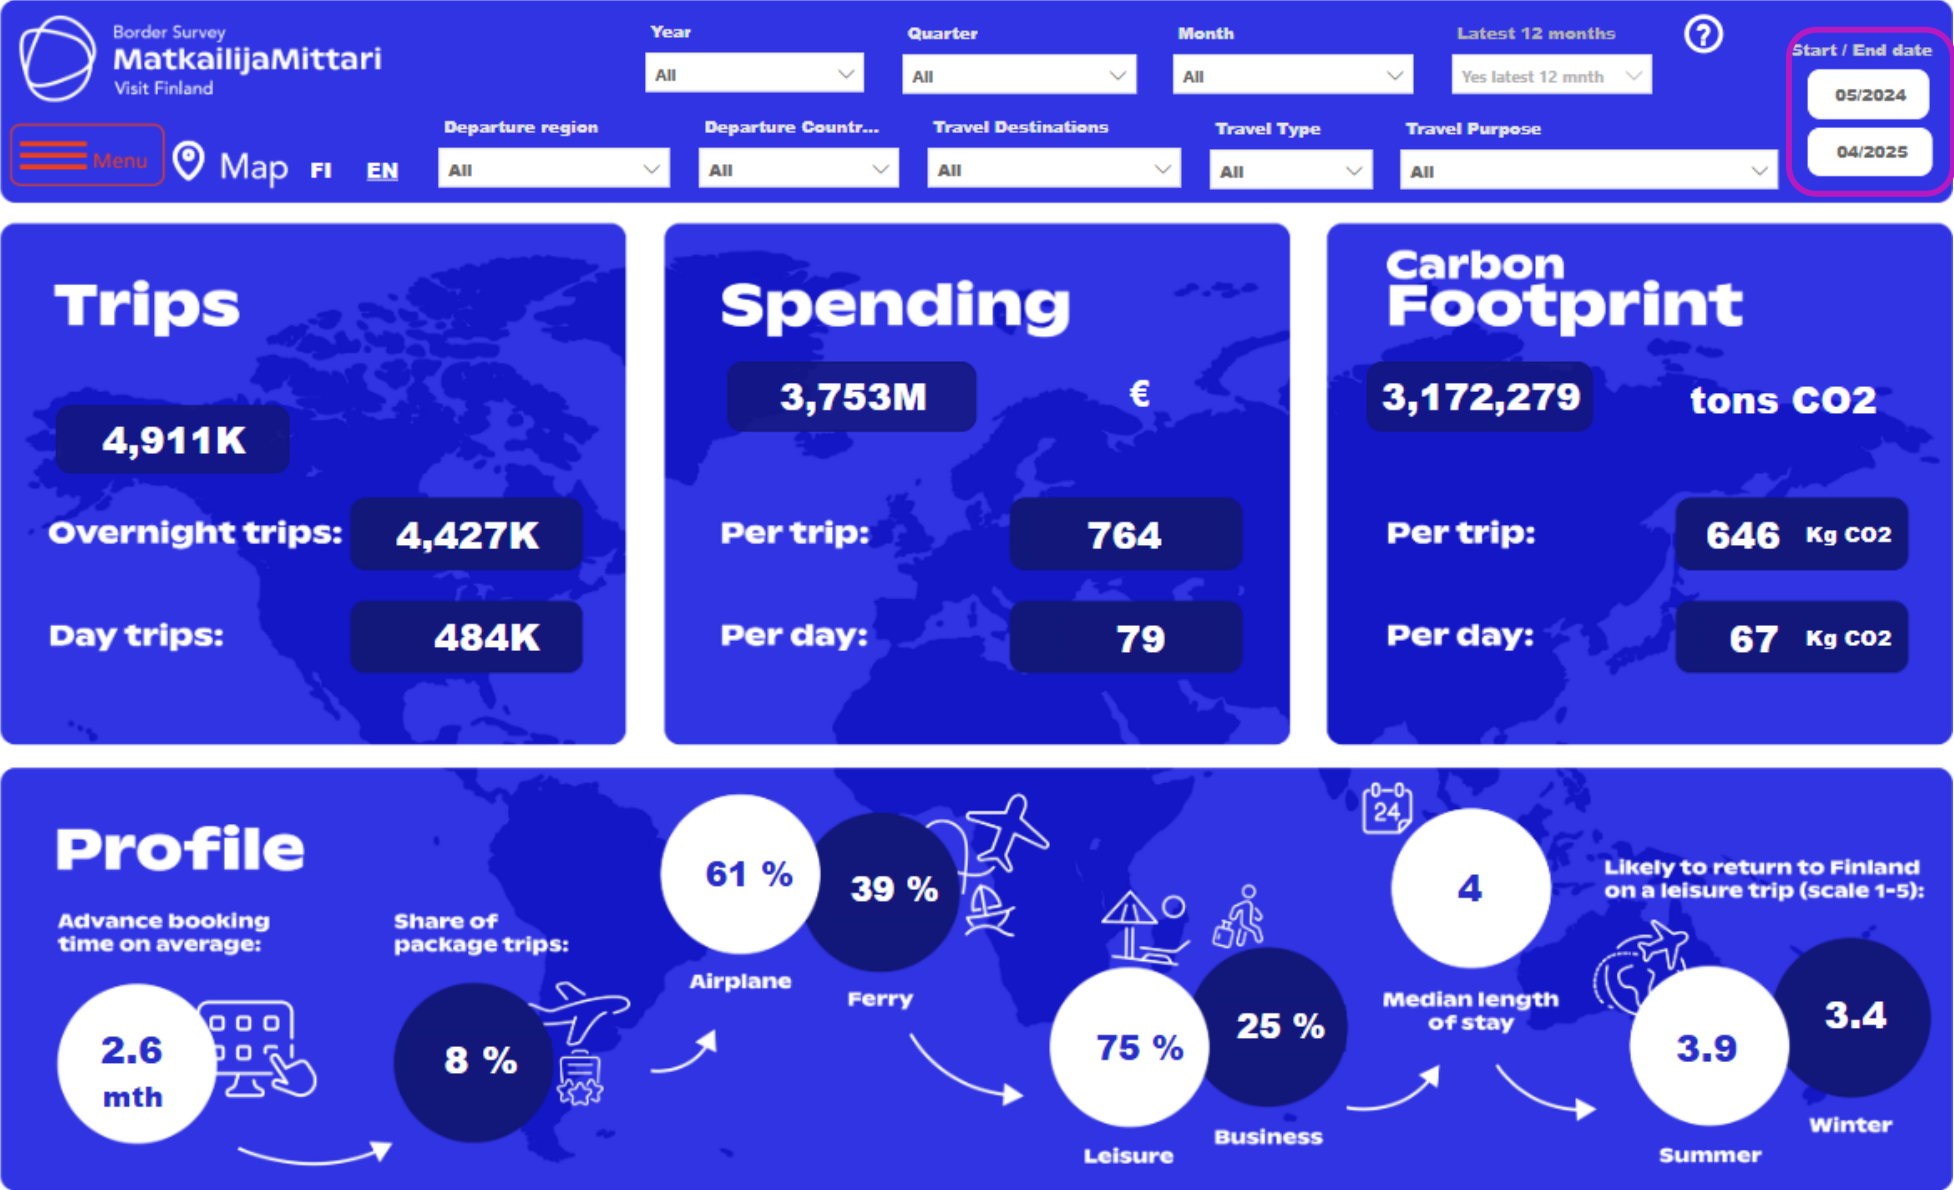 Border Survey
MatkailijaMittari
Visit Finland
Menu
Map FI EN
Year
All
Quarter
All
Month
All
Latest 12 months
Yes latest 12 mnth
?
Start / End date
05/2024
04/2025
Departure region
All
Departure Countr...
All
Travel Destinations
All
Travel Type
All
Travel Purpose
All
Trips
4,911K
Overnight trips: 4,427K
Day trips: 484K
Spending
3,753M €
Per trip: 764
Per day: 79
Carbon
Footprint
3,172,279 tons CO2
Per trip: 646 Kg CO2
Per day: 67 Kg CO2
Profile
Advance booking
time on average:
2.6
mth
Share of
package trips:
8 %
61 %
Airplane
39 %
Ferry
75 %
Leisure
25 %
Business
24
4
Median length
of stay
Likely to return to Finland
on a leisure trip (scale 1-5):
3.9
Summer
3.4
Winter